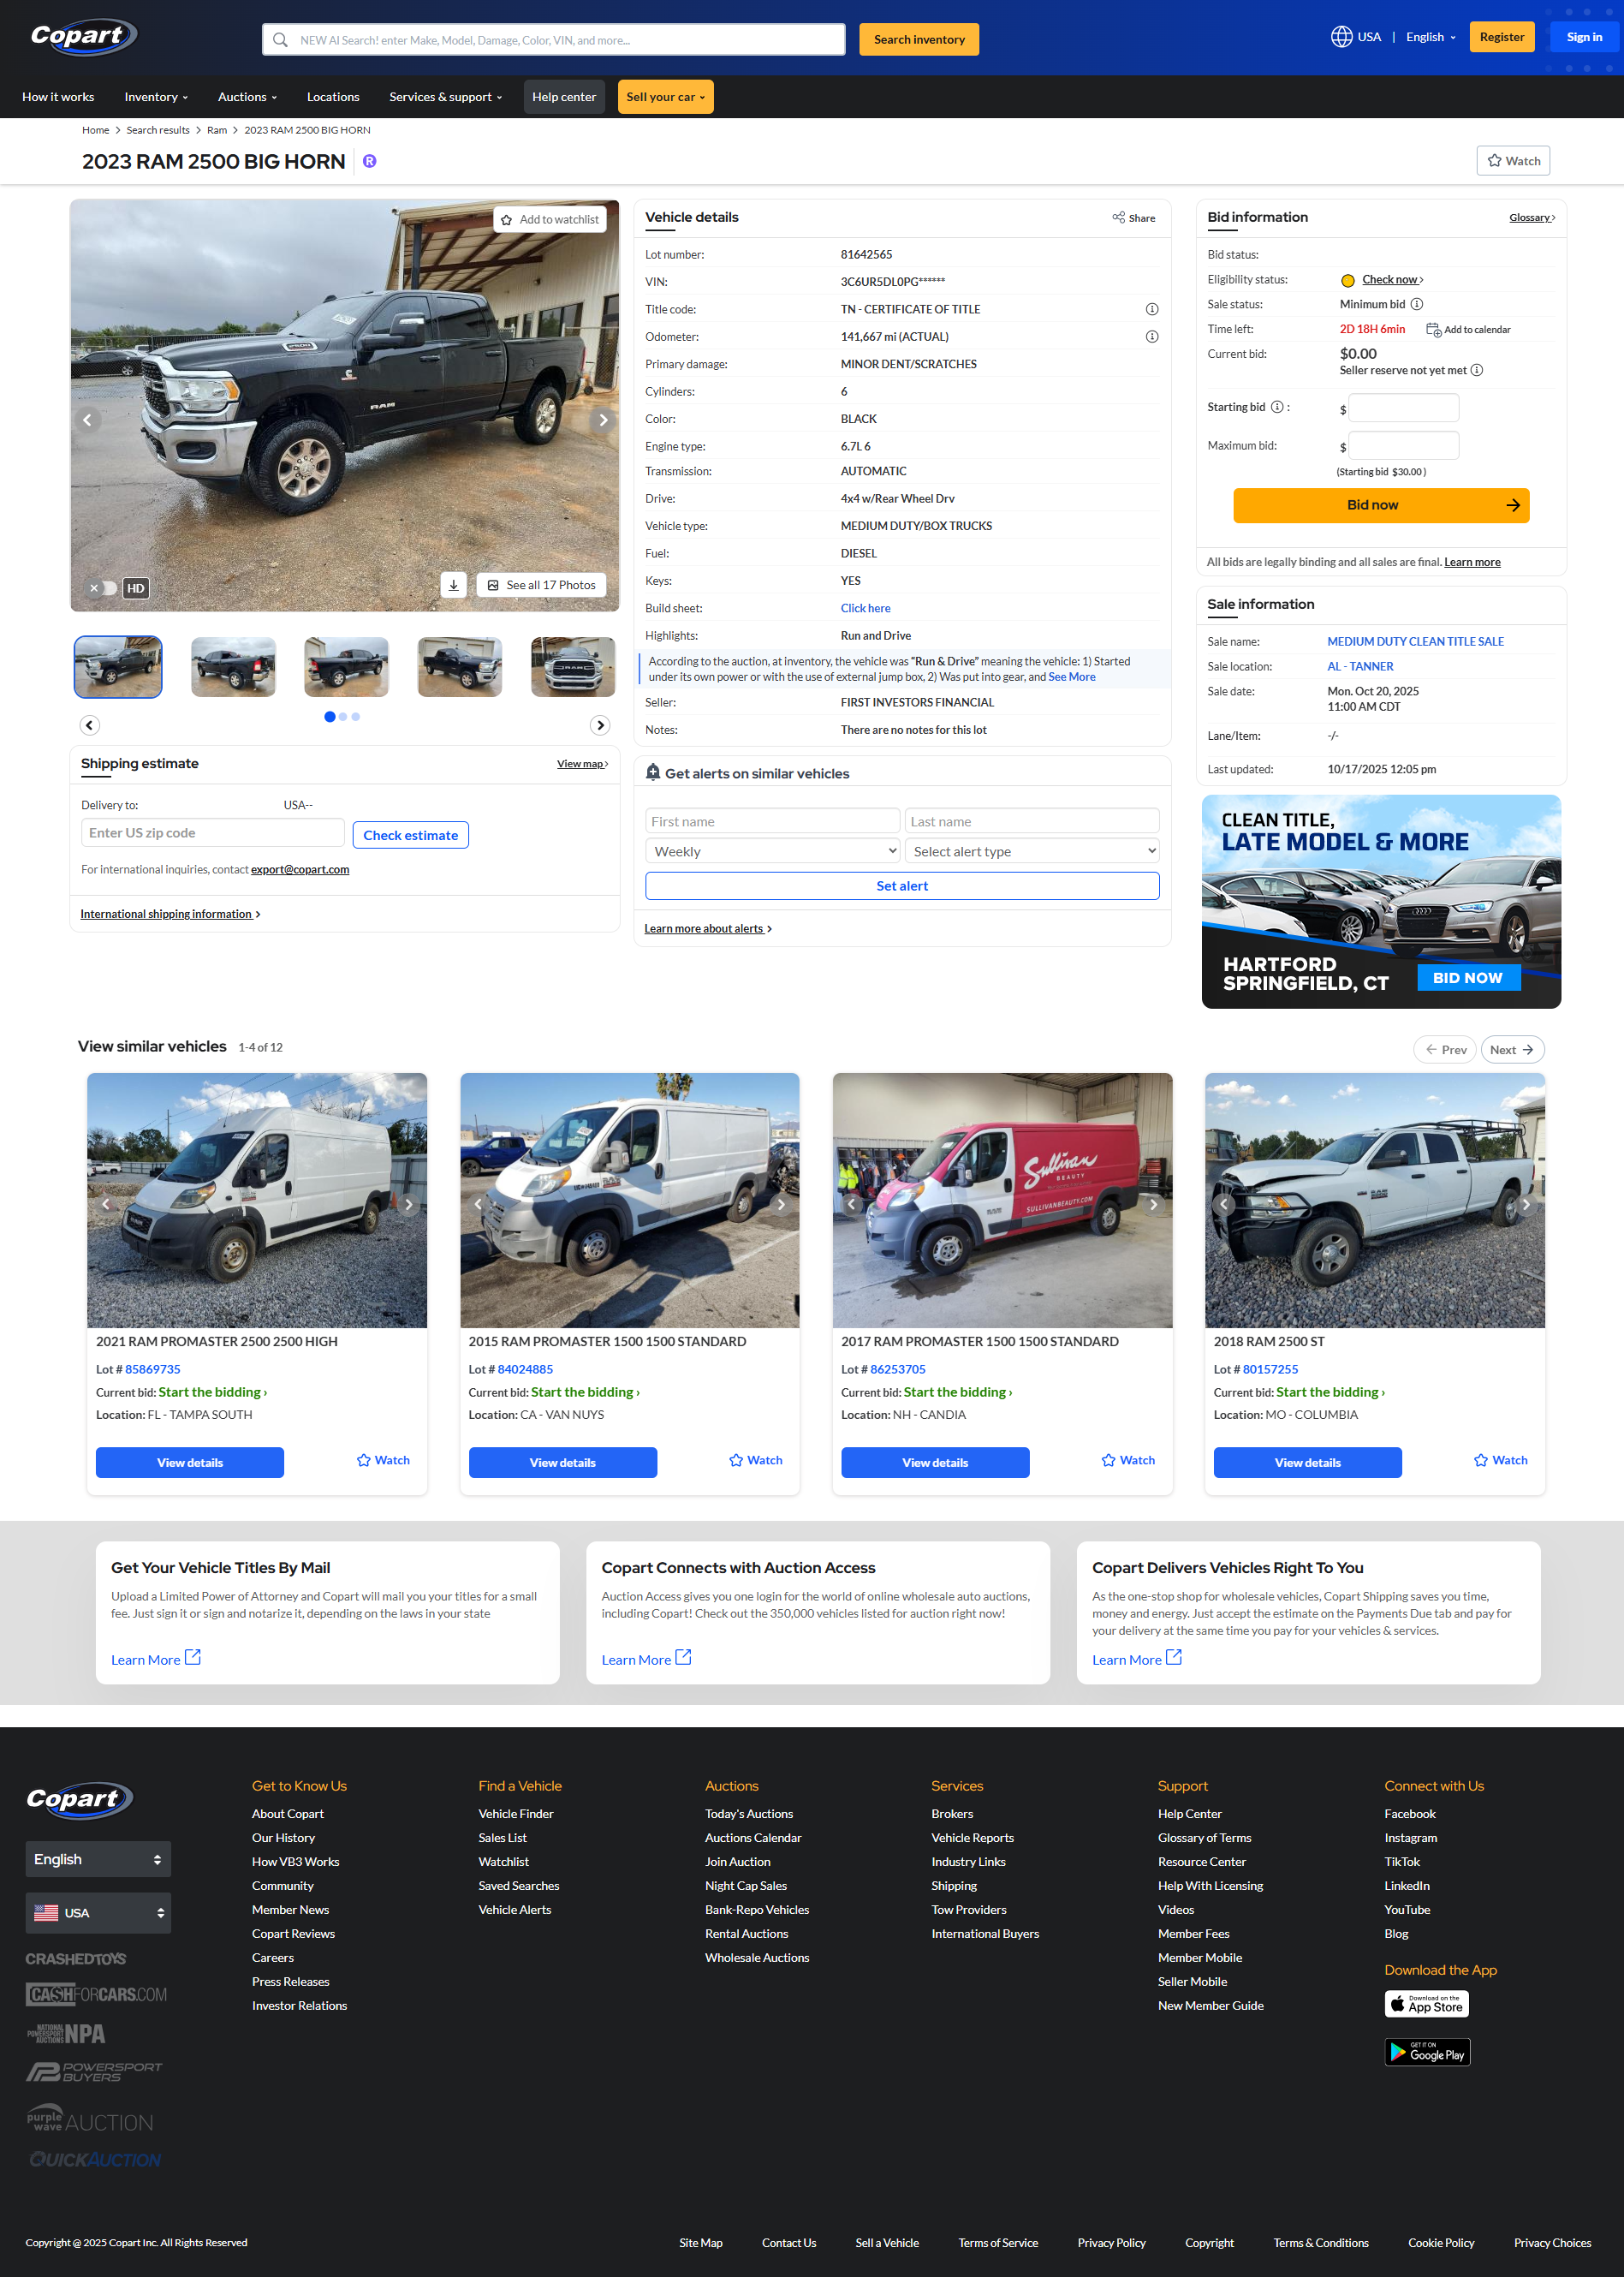 Copart
NEW AI Search! enter Make, Model, Damage, Color, VIN, and more...
Search inventory
USA | English
Register
Sign in
How it works
Inventory
Auctions
Locations
Services & support
Help center
Sell your car
Home > Search results > Ram > 2023 RAM 2500 BIG HORN
2023 RAM 2500 BIG HORN
R
Watch
Add to watchlist
HD
See all 17 Photos
Shipping estimate
View map
Delivery to: USA--
Enter US zip code
Check estimate
For international inquiries, contact export@copart.com
International shipping information
Vehicle details
Share
Lot number: 81642565
VIN: 3C6UR5DL0PG******
Title code: TN - CERTIFICATE OF TITLE
Odometer: 141,667 mi (ACTUAL)
Primary damage: MINOR DENT/SCRATCHES
Cylinders: 6
Color: BLACK
Engine type: 6.7L 6
Transmission: AUTOMATIC
Drive: 4x4 w/Rear Wheel Drv
Vehicle type: MEDIUM DUTY/BOX TRUCKS
Fuel: DIESEL
Keys: YES
Build sheet: Click here
Highlights: Run and Drive
According to the auction, at inventory, the vehicle was “Run & Drive” meaning the vehicle: 1) Started
under its own power or with the use of external jump box, 2) Was put into gear, and See More
Seller: FIRST INVESTORS FINANCIAL
Notes: There are no notes for this lot
Get alerts on similar vehicles
First name
Last name
Weekly
Select alert type
Set alert
Learn more about alerts
Bid information
Glossary
Bid status:
Eligibility status: Check now
Sale status: Minimum bid
Time left: 2D 18H 6min Add to calendar
Current bid: $0.00
Seller reserve not yet met
Starting bid : $
Maximum bid: $
(Starting bid $30.00 )
Bid now
All bids are legally binding and all sales are final. Learn more
Sale information
Sale name: MEDIUM DUTY CLEAN TITLE SALE
Sale location: AL - TANNER
Sale date: Mon. Oct 20, 2025
11:00 AM CDT
Lane/Item: -/-
Last updated: 10/17/2025 12:05 pm
CLEAN TITLE,
LATE MODEL & MORE
HARTFORD
SPRINGFIELD, CT
BID NOW
View similar vehicles 1-4 of 12
Prev
Next
Sullivan
BEAUTY
SULLIVANBEAUTY.COM
2021 RAM PROMASTER 2500 2500 HIGH
Lot # 85869735
Current bid: Start the bidding ›
Location: FL - TAMPA SOUTH
View details
Watch
2015 RAM PROMASTER 1500 1500 STANDARD
Lot # 84024885
Current bid: Start the bidding ›
Location: CA - VAN NUYS
View details
Watch
2017 RAM PROMASTER 1500 1500 STANDARD
Lot # 86253705
Current bid: Start the bidding ›
Location: NH - CANDIA
View details
Watch
2018 RAM 2500 ST
Lot # 80157255
Current bid: Start the bidding ›
Location: MO - COLUMBIA
View details
Watch
Get Your Vehicle Titles By Mail
Upload a Limited Power of Attorney and Copart will mail you your titles for a small
fee. Just sign it or sign and notarize it, depending on the laws in your state
Learn More
Copart Connects with Auction Access
Auction Access gives you one login for the world of online wholesale auto auctions,
including Copart! Check out the 350,000 vehicles listed for auction right now!
Learn More
Copart Delivers Vehicles Right To You
As the one-stop shop for wholesale vehicles, Copart Shipping saves you time,
money and energy. Just accept the estimate on the Payments Due tab and pay for
your delivery at the same time you pay for your vehicles & services.
Learn More
Copart
English
USA
CRASHEDTOYS
CASHFORCARS.COM
NATIONAL POWERSPORT AUCTIONS NPA
POWERSPORT BUYERS
purple wave AUCTION
QUICKAUCTION
Get to Know Us
About Copart
Our History
How VB3 Works
Community
Member News
Copart Reviews
Careers
Press Releases
Investor Relations
Find a Vehicle
Vehicle Finder
Sales List
Watchlist
Saved Searches
Vehicle Alerts
Auctions
Today's Auctions
Auctions Calendar
Join Auction
Night Cap Sales
Bank-Repo Vehicles
Rental Auctions
Wholesale Auctions
Services
Brokers
Vehicle Reports
Industry Links
Shipping
Tow Providers
International Buyers
Support
Help Center
Glossary of Terms
Resource Center
Help With Licensing
Videos
Member Fees
Member Mobile
Seller Mobile
New Member Guide
Connect with Us
Facebook
Instagram
TikTok
LinkedIn
YouTube
Blog
Download the App
Download on the
App Store
GET IT ON
Google Play
Copyright @ 2025 Copart Inc. All Rights Reserved
Site Map
Contact Us
Sell a Vehicle
Terms of Service
Privacy Policy
Copyright
Terms & Conditions
Cookie Policy
Privacy Choices